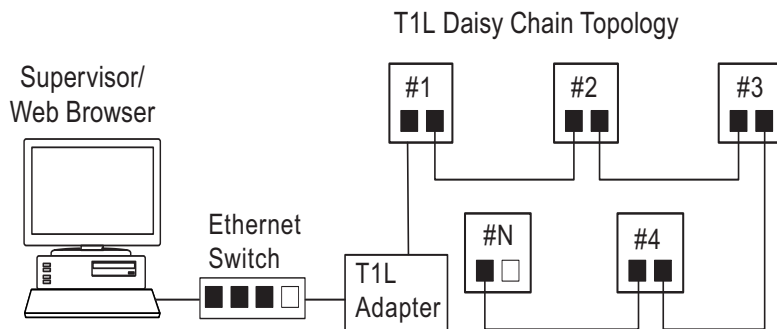 T1L Daisy Chain Topology
Supervisor/
Web Browser
#1
#2
#3
Ethernet
Switch
T1L
Adapter
#N
#4